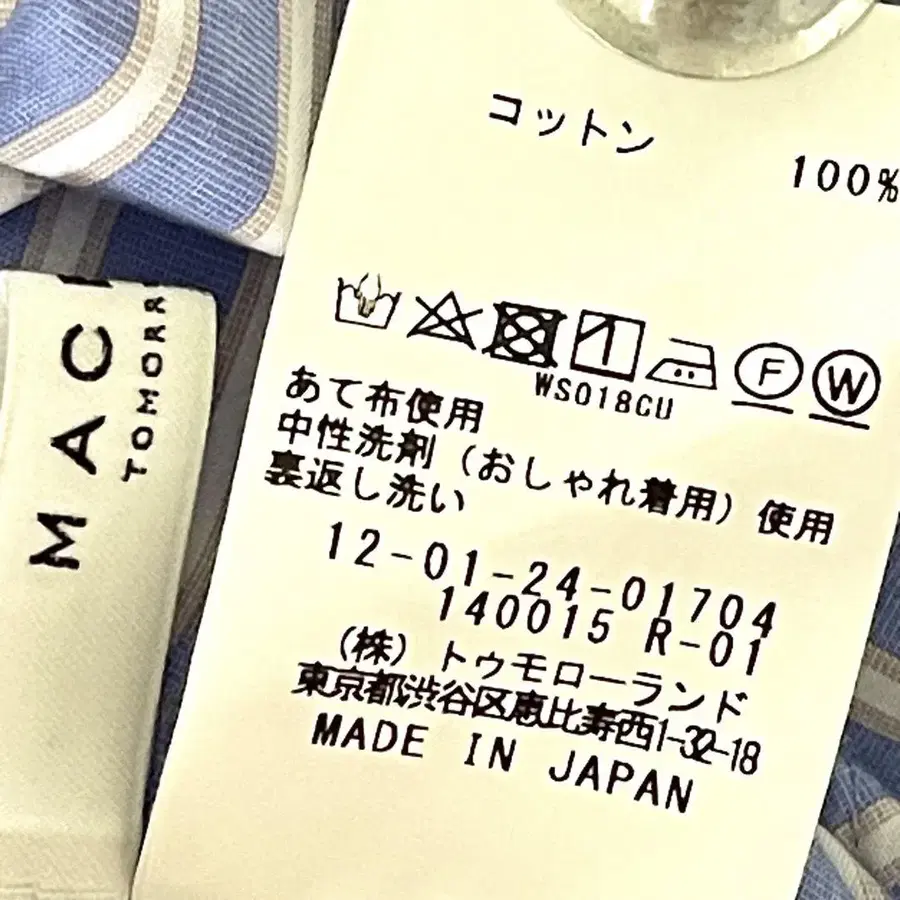 MAC
TOMORR
コットン
100%
WS018CU
F
W
あて布使用
中性洗剤（おしゃれ着用）使用
裏返し洗い
12-01-24-01704
140015 R-01
（株）トゥモローランド
東京都渋谷区恵比寿西1-32-18
MADE IN JAPAN